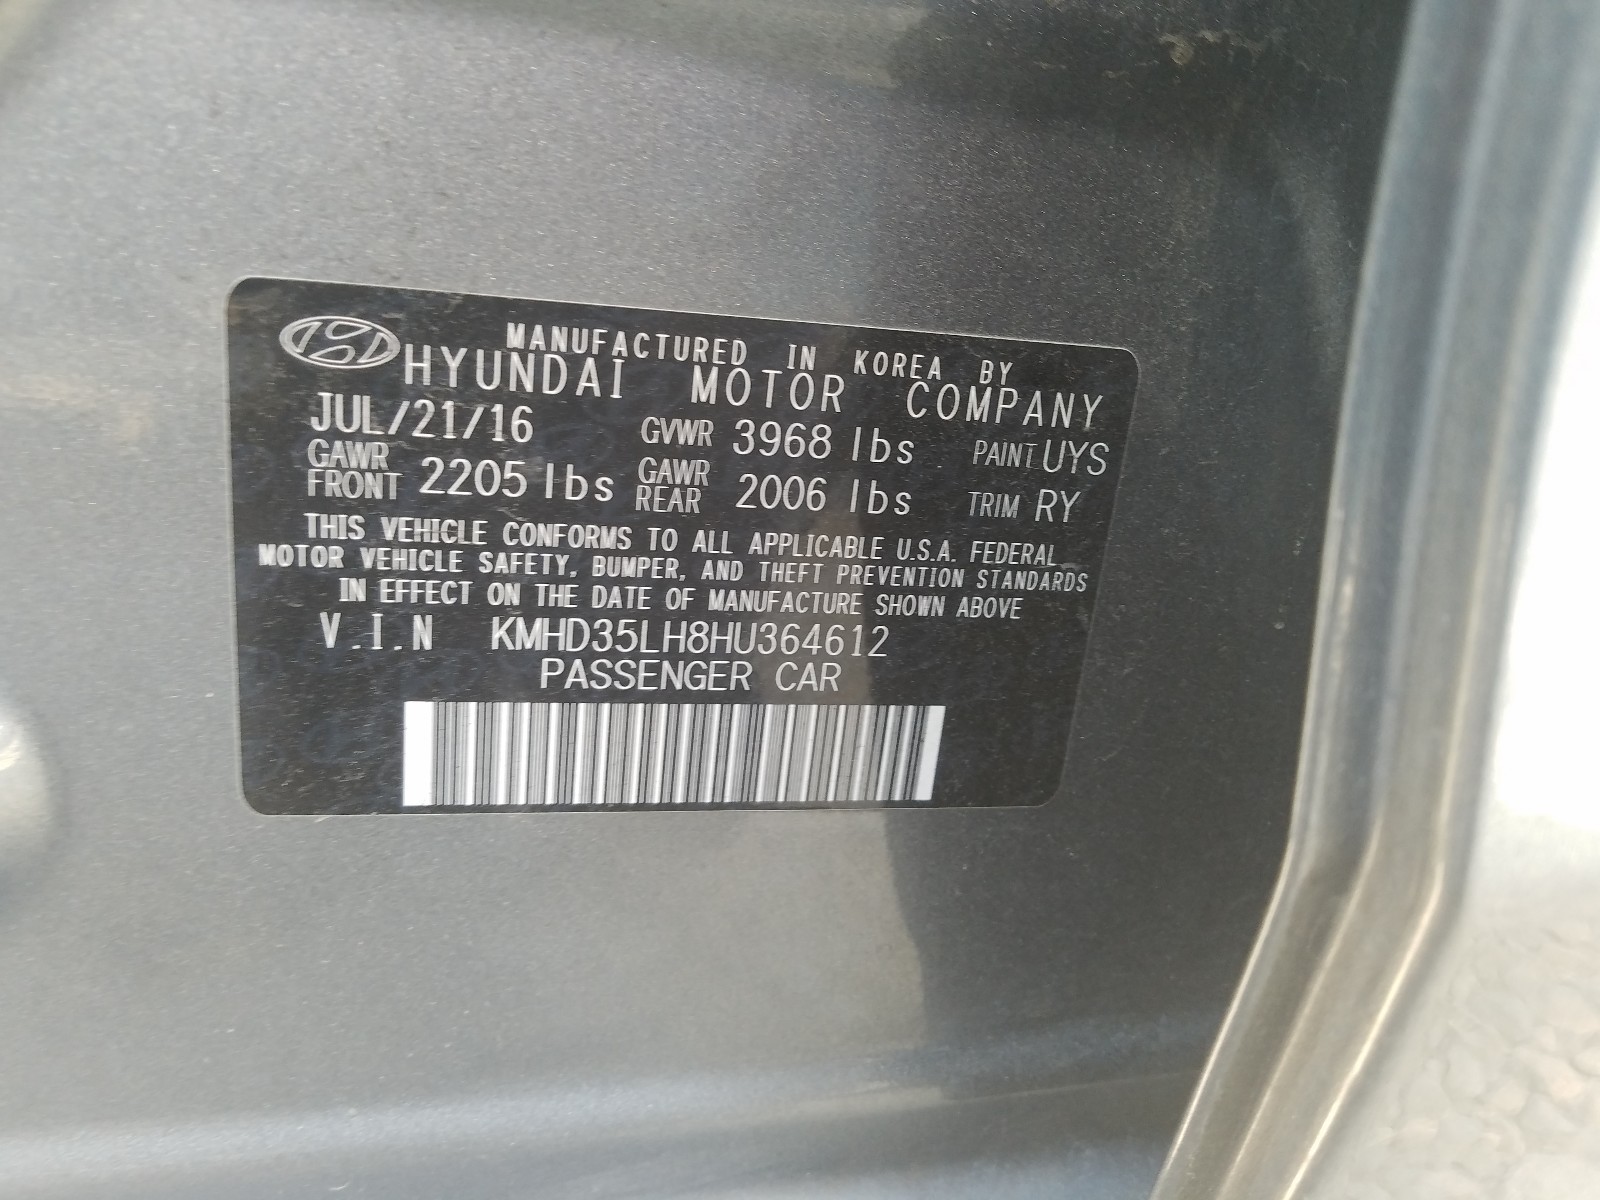 MANUFACTURED IN KOREA BY
HYUNDAI MOTOR COMPANY
JUL/21/16 GVWR 3968 lbs PAINT UYS
GAWR FRONT 2205 lbs GAWR REAR 2006 lbs TRIM RY
THIS VEHICLE CONFORMS TO ALL APPLICABLE U.S.A. FEDERAL
MOTOR VEHICLE SAFETY, BUMPER, AND THEFT PREVENTION STANDARDS
IN EFFECT ON THE DATE OF MANUFACTURE SHOWN ABOVE
V.I.N KMHD35LH8HU364612
PASSENGER CAR